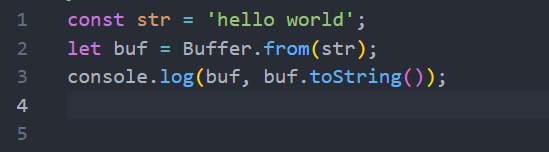 1 const str = 'hello world';
2 let buf = Buffer.from(str);
3 console.log(buf, buf.toString());
4
5